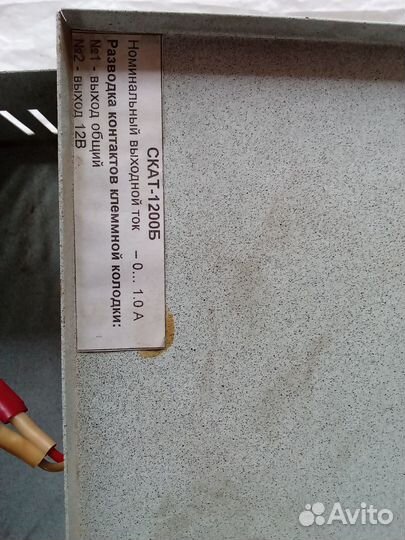 СКАТ-1200Б
Номинальный выходной ток – 0... 1.0 А
Разводка контактов клеммной колодки:
№1 - выход общий
№2 - выход 12В
Avito